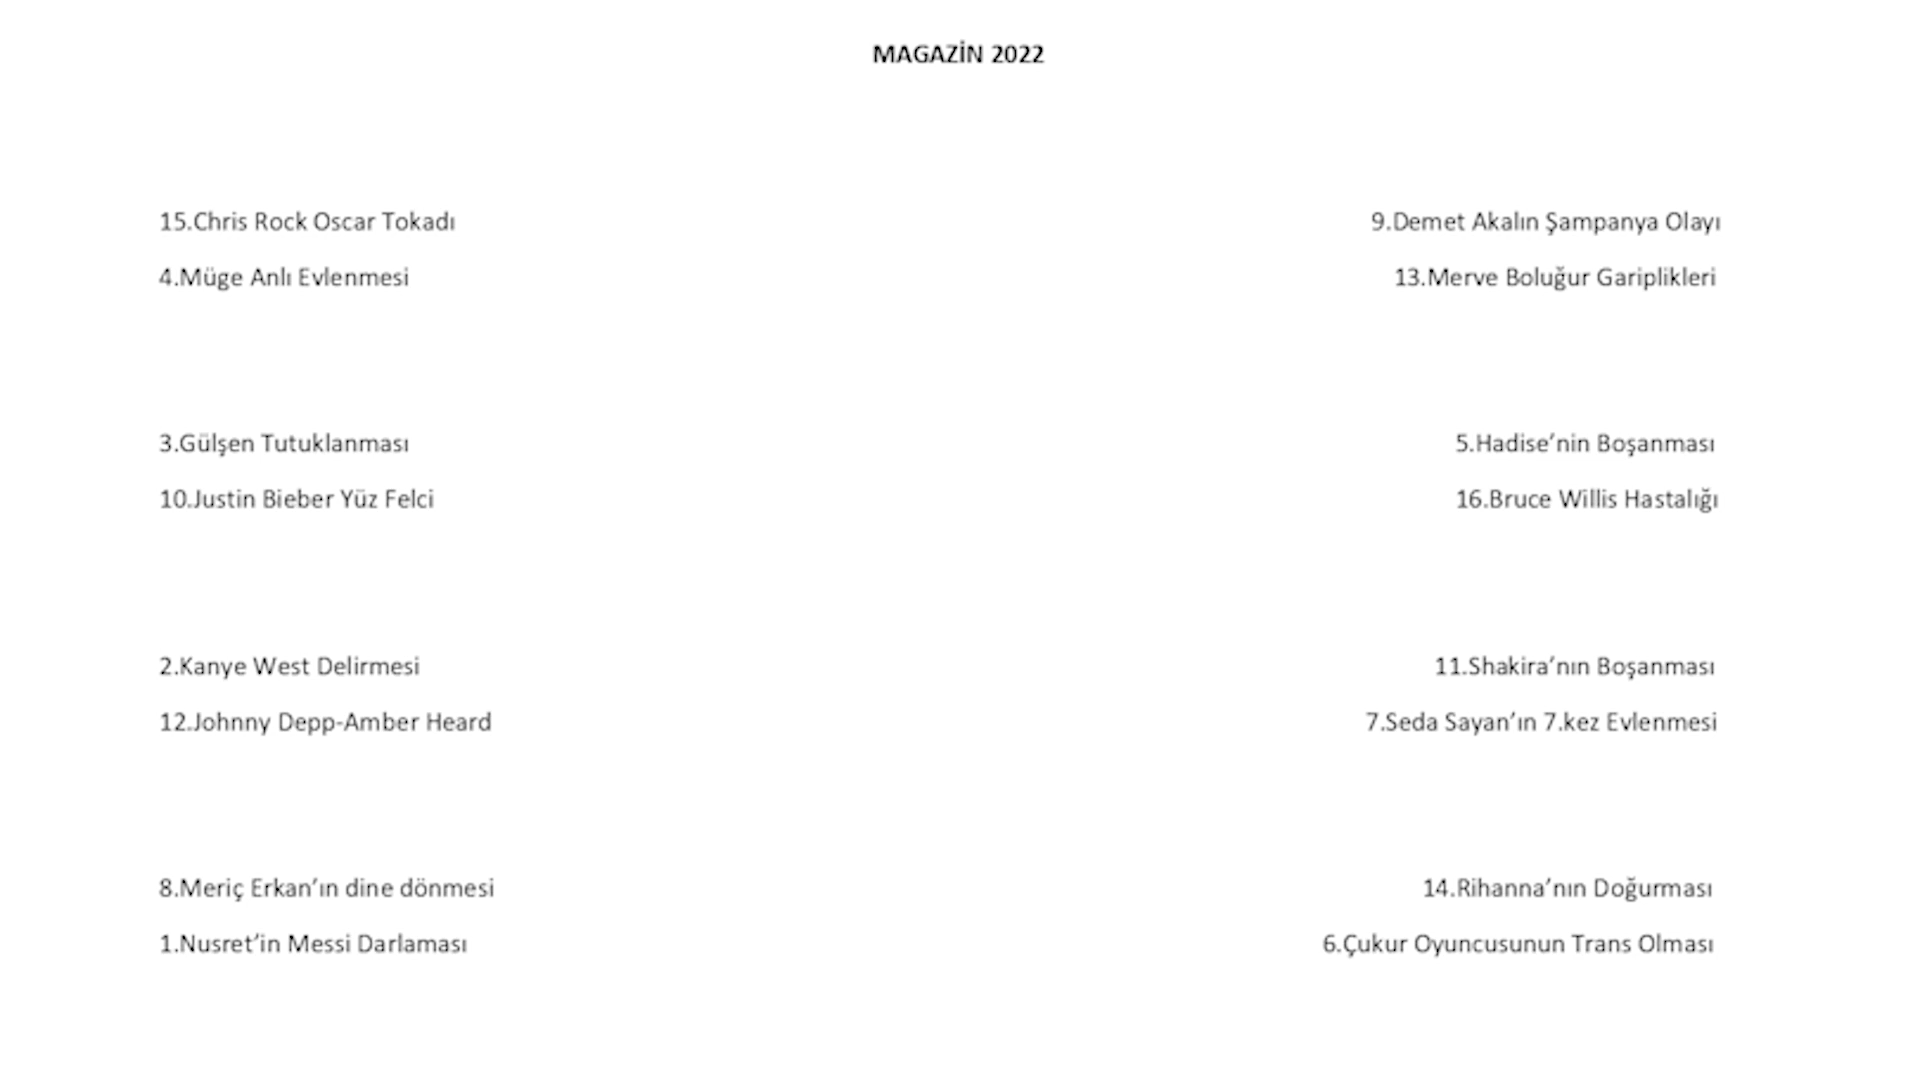 MAGAZİN 2022
15.Chris Rock Oscar Tokadı
9.Demet Akalın Şampanya Olayı
4.Müge Anlı Evlenmesi
13.Merve Boluğur Gariplikleri
3.Gülşen Tutuklanması
5.Hadise’nin Boşanması
10.Justin Bieber Yüz Felci
16.Bruce Willis Hastalığı
2.Kanye West Delirmesi
11.Shakira’nın Boşanması
12.Johnny Depp-Amber Heard
7.Seda Sayan’ın 7.kez Evlenmesi
8.Meriç Erkan’ın dine dönmesi
14.Rihanna’nın Doğurması
1.Nusret’in Messi Darlaması
6.Çukur Oyuncusunun Trans Olması